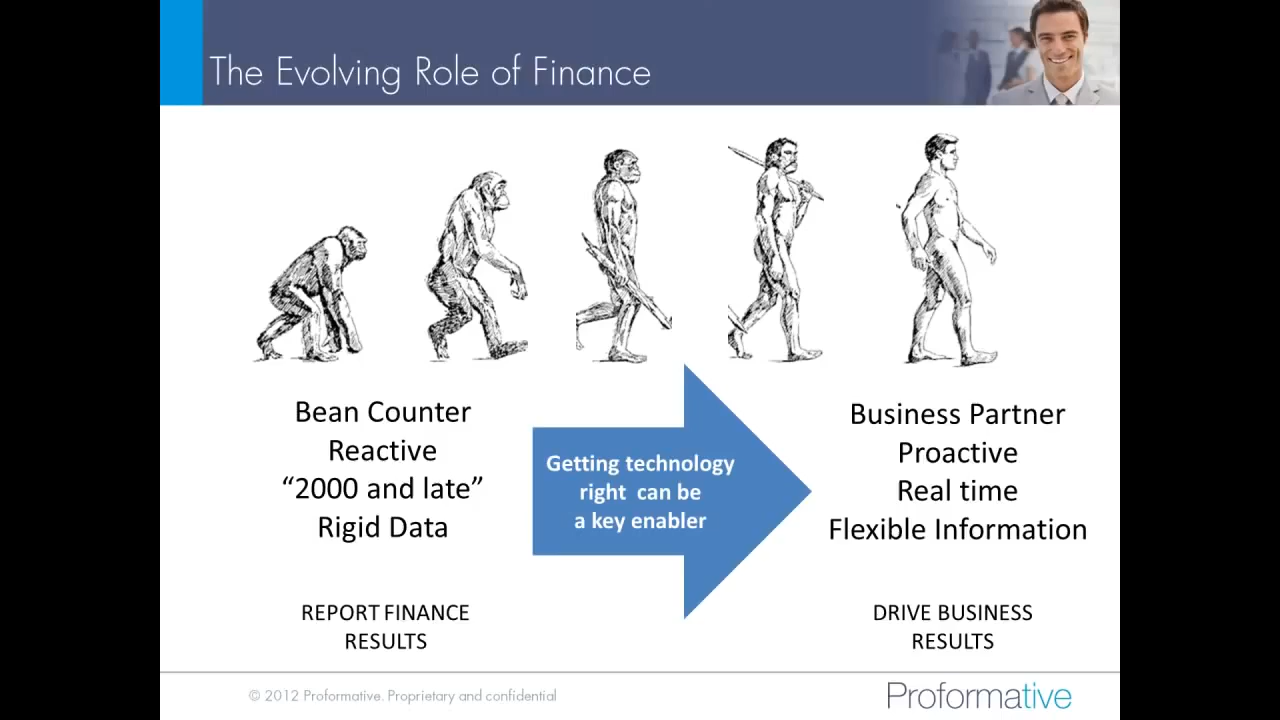 The Evolving Role of Finance
Bean Counter
Reactive
“2000 and late”
Rigid Data
Getting technology
right can be
a key enabler
Business Partner
Proactive
Real time
Flexible Information
REPORT FINANCE
RESULTS
DRIVE BUSINESS
RESULTS
© 2012 Proformative. Proprietary and confidential
Proformative